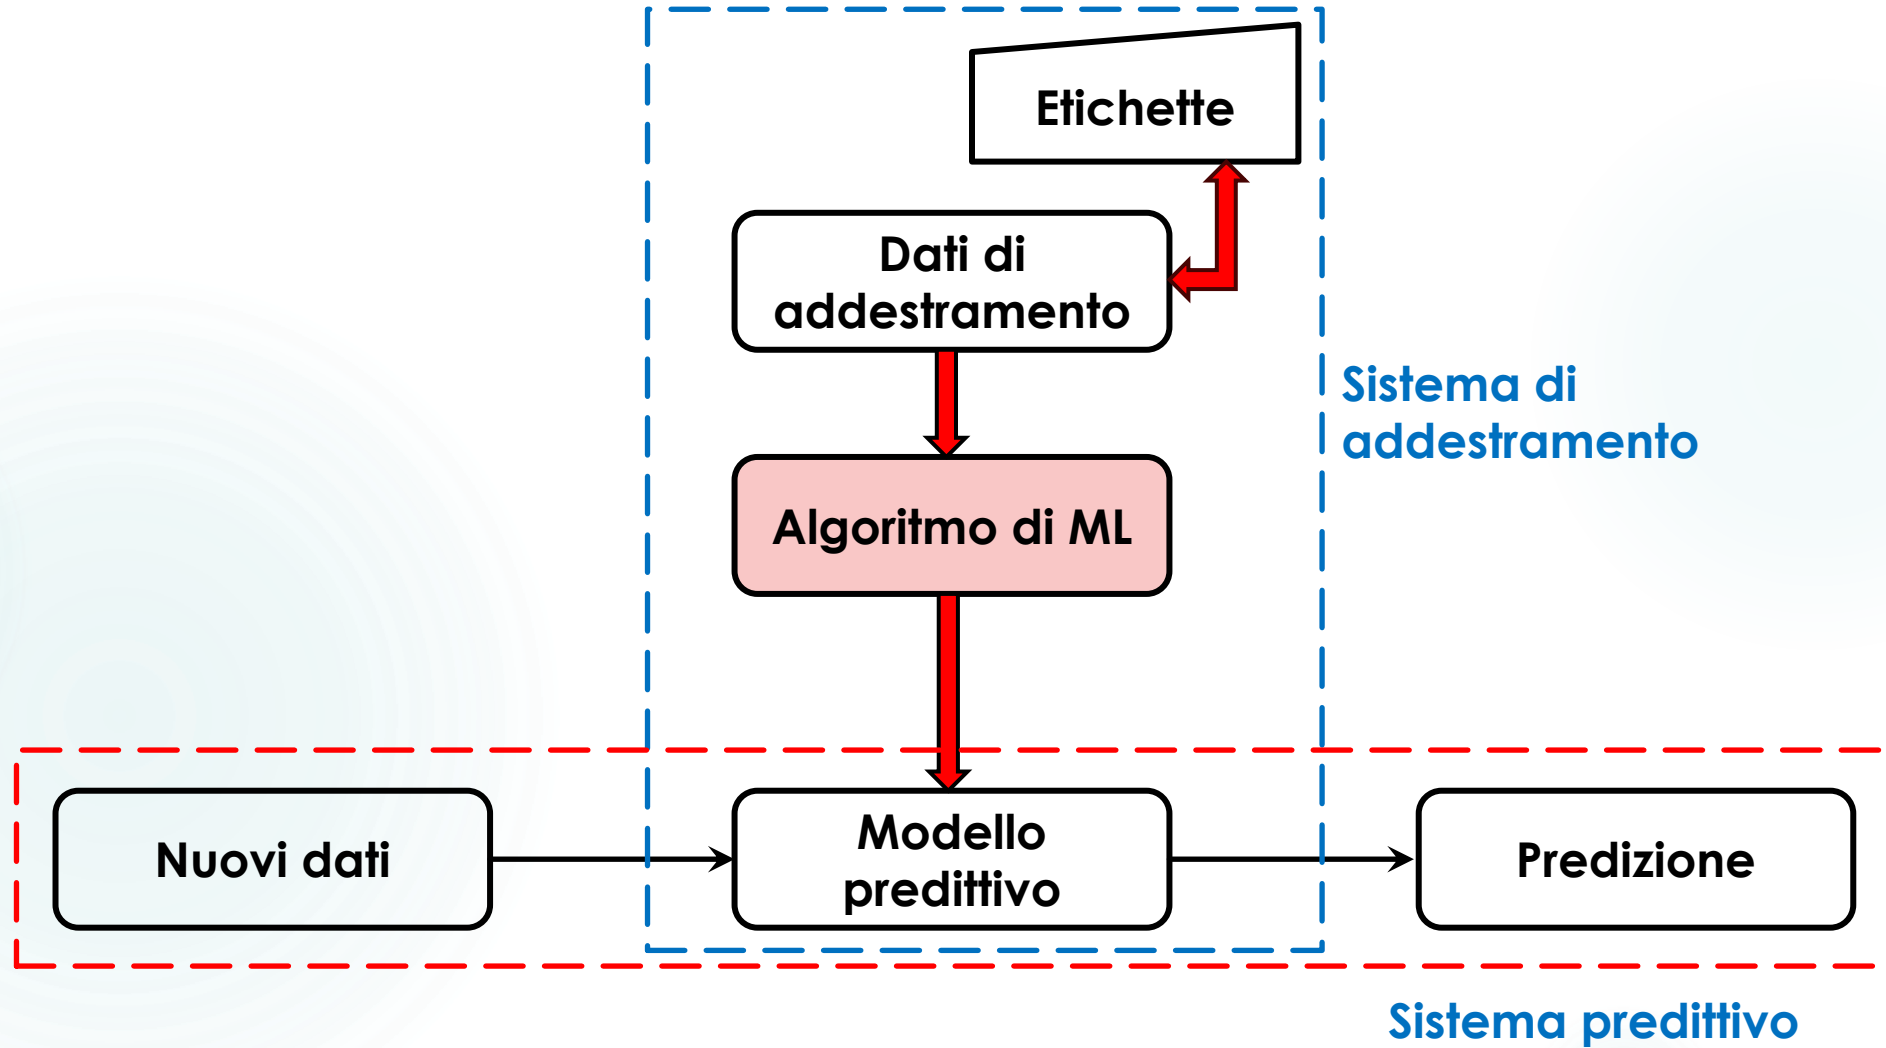 Etichette
Dati di
addestramento
Sistema di
addestramento
Algoritmo di ML
Nuovi dati
Modello
predittivo
Predizione
Sistema predittivo